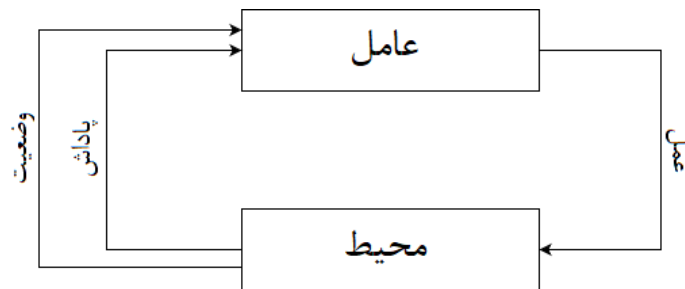 عامل
عمل
پاداش
وضعیت
محیط